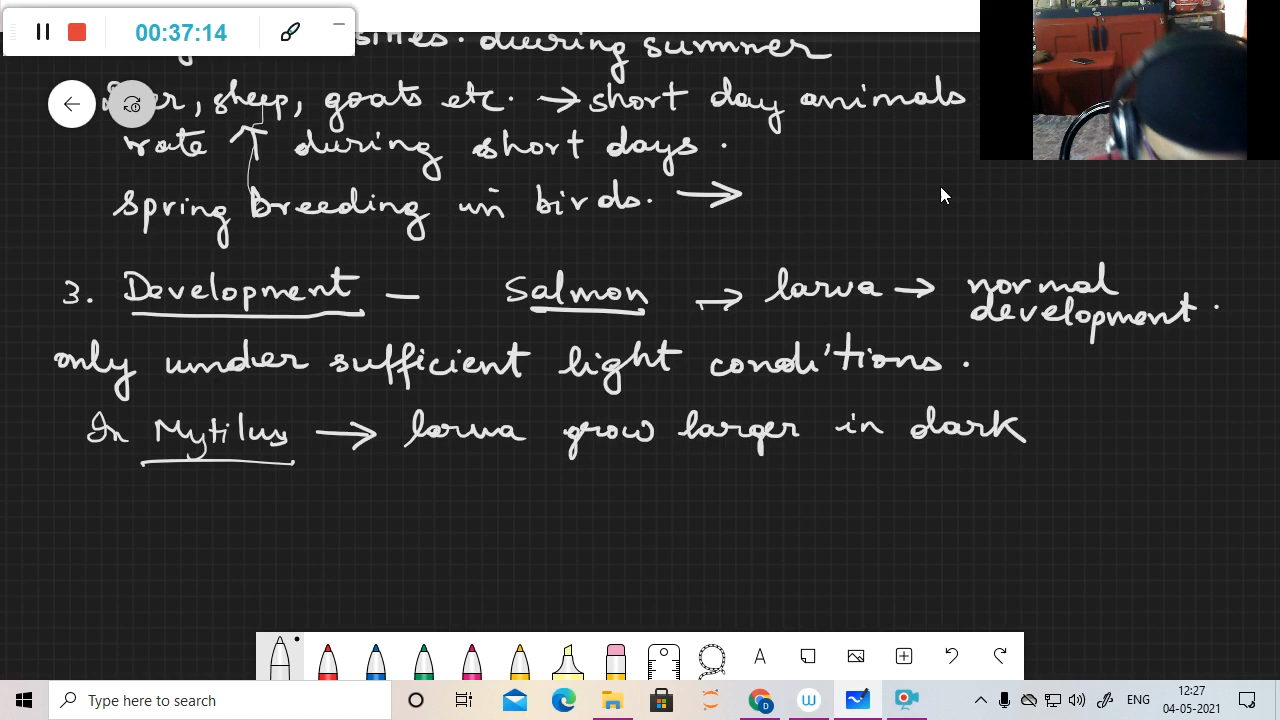 00:37:14
during summer
sheep, goats etc. → short day animals
rate ↑ during short days.
Spring breeding in birds. →
3. Development — Salmon → larva → normal development.
only under sufficient light conditions.
In Mytilus → larva grow larger in dark
A
Type here to search
ENG
12:27
04-05-2021